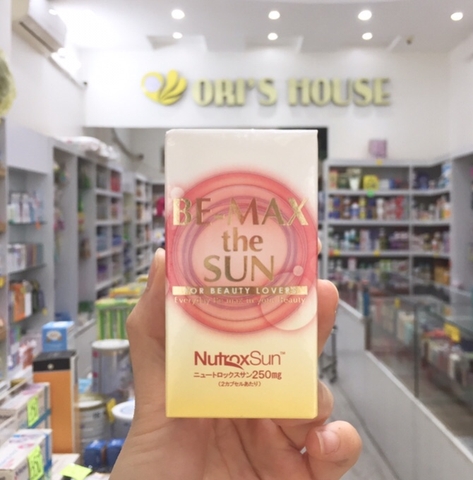 ORI'S HOUSE
BE-MAX
the
SUN
FOR BEAUTY LOVERS
NutroxSun™
ニュートロックスサン250mg
(2カプセルあたり)